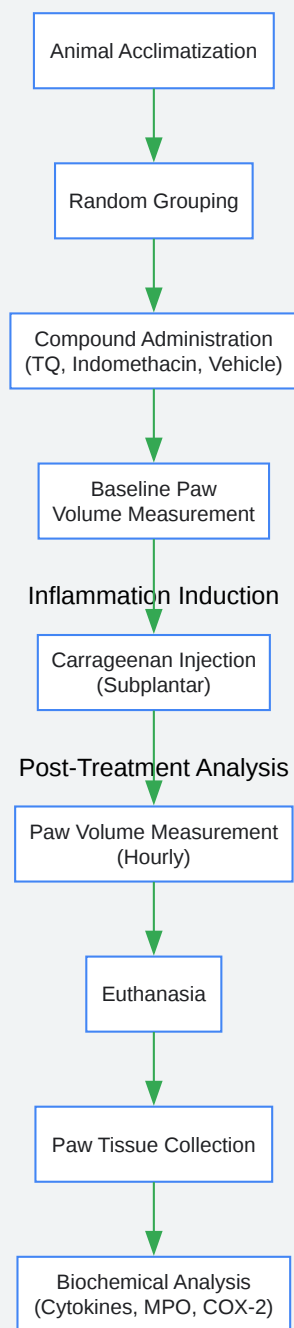 Animal Acclimatization
Random Grouping
Compound Administration
(TQ, Indomethacin, Vehicle)
Baseline Paw
Volume Measurement
Inflammation Induction
Carrageenan Injection
(Subplantar)
Post-Treatment Analysis
Paw Volume Measurement
(Hourly)
Euthanasia
Paw Tissue Collection
Biochemical Analysis
(Cytokines, MPO, COX-2)